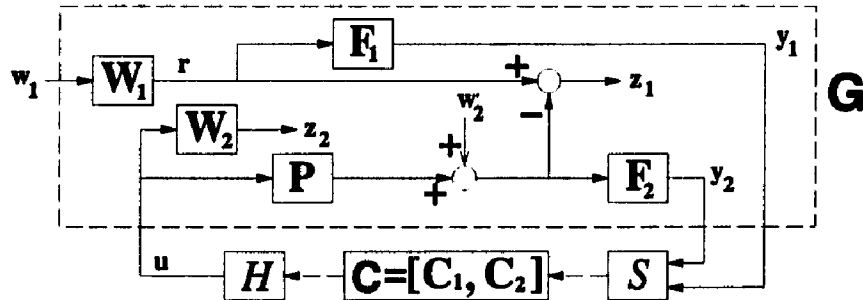 F₁
y₁
w₁
W₁
r
+
z₁
G
W₂
z₂
w₂
−
+
P
+
F₂
y₂
u
H
C=[C₁, C₂]
S